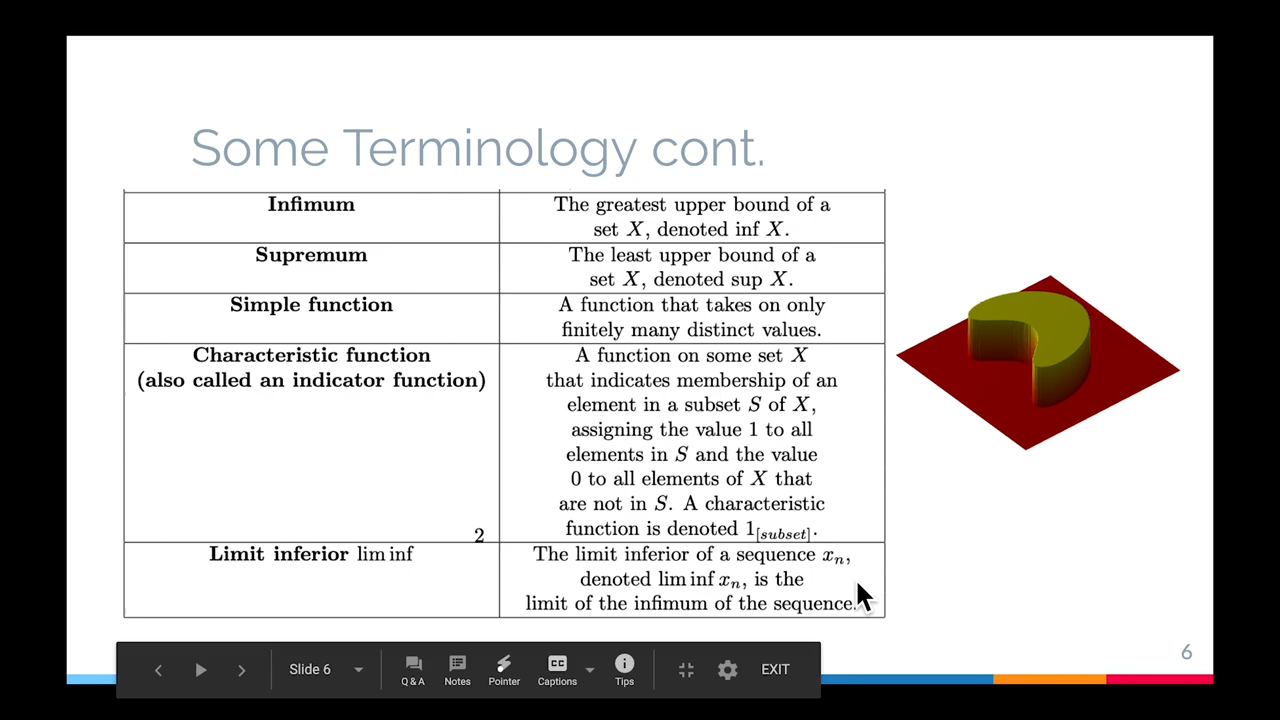 Some Terminology cont.
Infimum
The greatest upper bound of a
set X, denoted inf X.
Supremum
The least upper bound of a
set X, denoted sup X.
Simple function
A function that takes on only
finitely many distinct values.
Characteristic function
(also called an indicator function)
A function on some set X
that indicates membership of an
element in a subset S of X,
assigning the value 1 to all
elements in S and the value
0 to all elements of X that
are not in S. A characteristic
function is denoted 1[subset].
2
Limit inferior lim inf
The limit inferior of a sequence xn,
denoted lim inf xn, is the
limit of the infimum of the sequence.
6
Slide 6
Q & A
Notes
Pointer
CC
Captions
Tips
EXIT